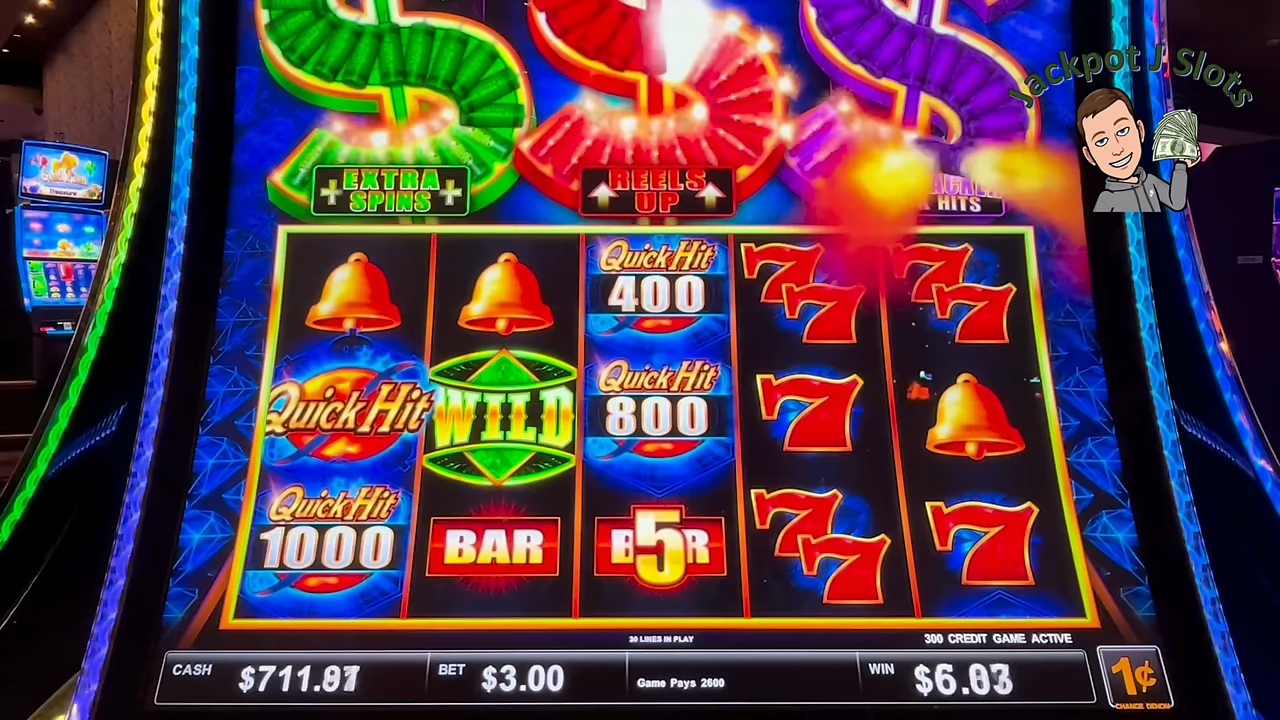 Jackpot J Slots
EXTRA
SPINS
REELS
UP
HITS
Quick Hit
400
Quick Hit
WILD
Quick Hit
800
Quick Hit
1000
BAR
5
30 LINES IN PLAY
300 CREDIT GAME ACTIVE
CASH
BET $3.00
Game Pays 2600
WIN
1¢
CHANGE DENOM